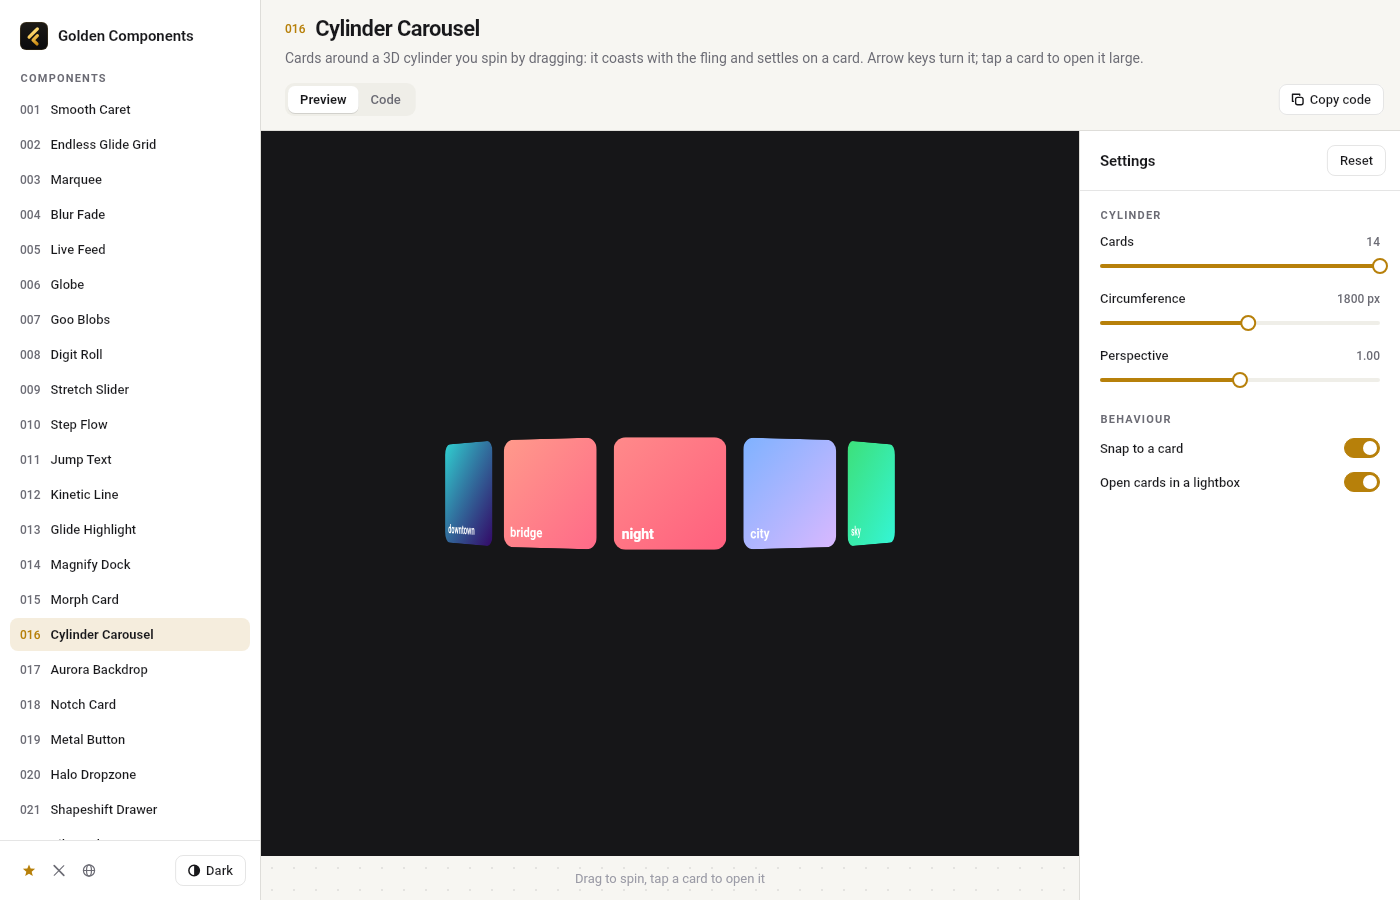 Golden Components
COMPONENTS
001 Smooth Caret
002 Endless Glide Grid
003 Marquee
004 Blur Fade
005 Live Feed
006 Globe
007 Goo Blobs
008 Digit Roll
009 Stretch Slider
010 Step Flow
011 Jump Text
012 Kinetic Line
013 Glide Highlight
014 Magnify Dock
015 Morph Card
016 Cylinder Carousel
017 Aurora Backdrop
018 Notch Card
019 Metal Button
020 Halo Dropzone
021 Shapeshift Drawer
Dark
016 Cylinder Carousel
Cards around a 3D cylinder you spin by dragging: it coasts with the fling and settles on a card. Arrow keys turn it; tap a card to open it large.
Preview Code
Copy code
downtown bridge night city sky
Drag to spin, tap a card to open it
Settings
Reset
CYLINDER
Cards 14
Circumference 1800 px
Perspective 1.00
BEHAVIOUR
Snap to a card
Open cards in a lightbox